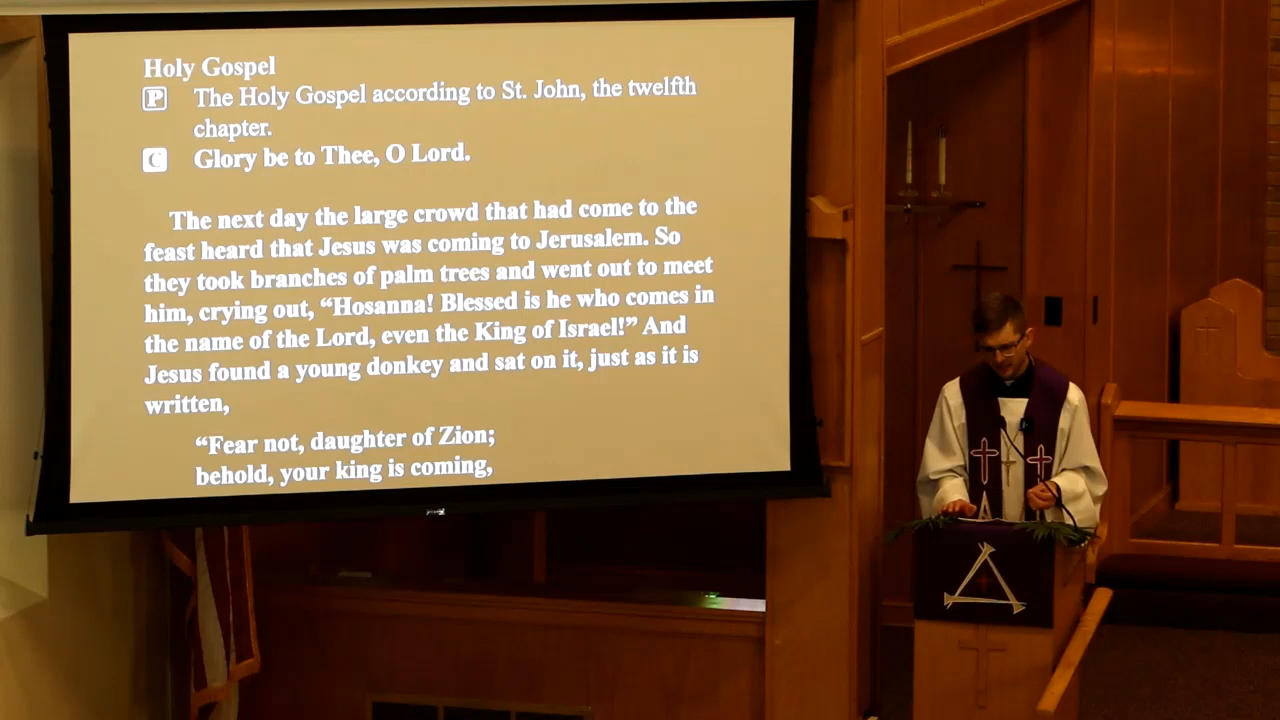 Holy Gospel
P The Holy Gospel according to St. John, the twelfth
chapter.
C Glory be to Thee, O Lord.
The next day the large crowd that had come to the
feast heard that Jesus was coming to Jerusalem. So
they took branches of palm trees and went out to meet
him, crying out, “Hosanna! Blessed is he who comes in
the name of the Lord, even the King of Israel!” And
Jesus found a young donkey and sat on it, just as it is
written,
“Fear not, daughter of Zion;
behold, your king is coming,